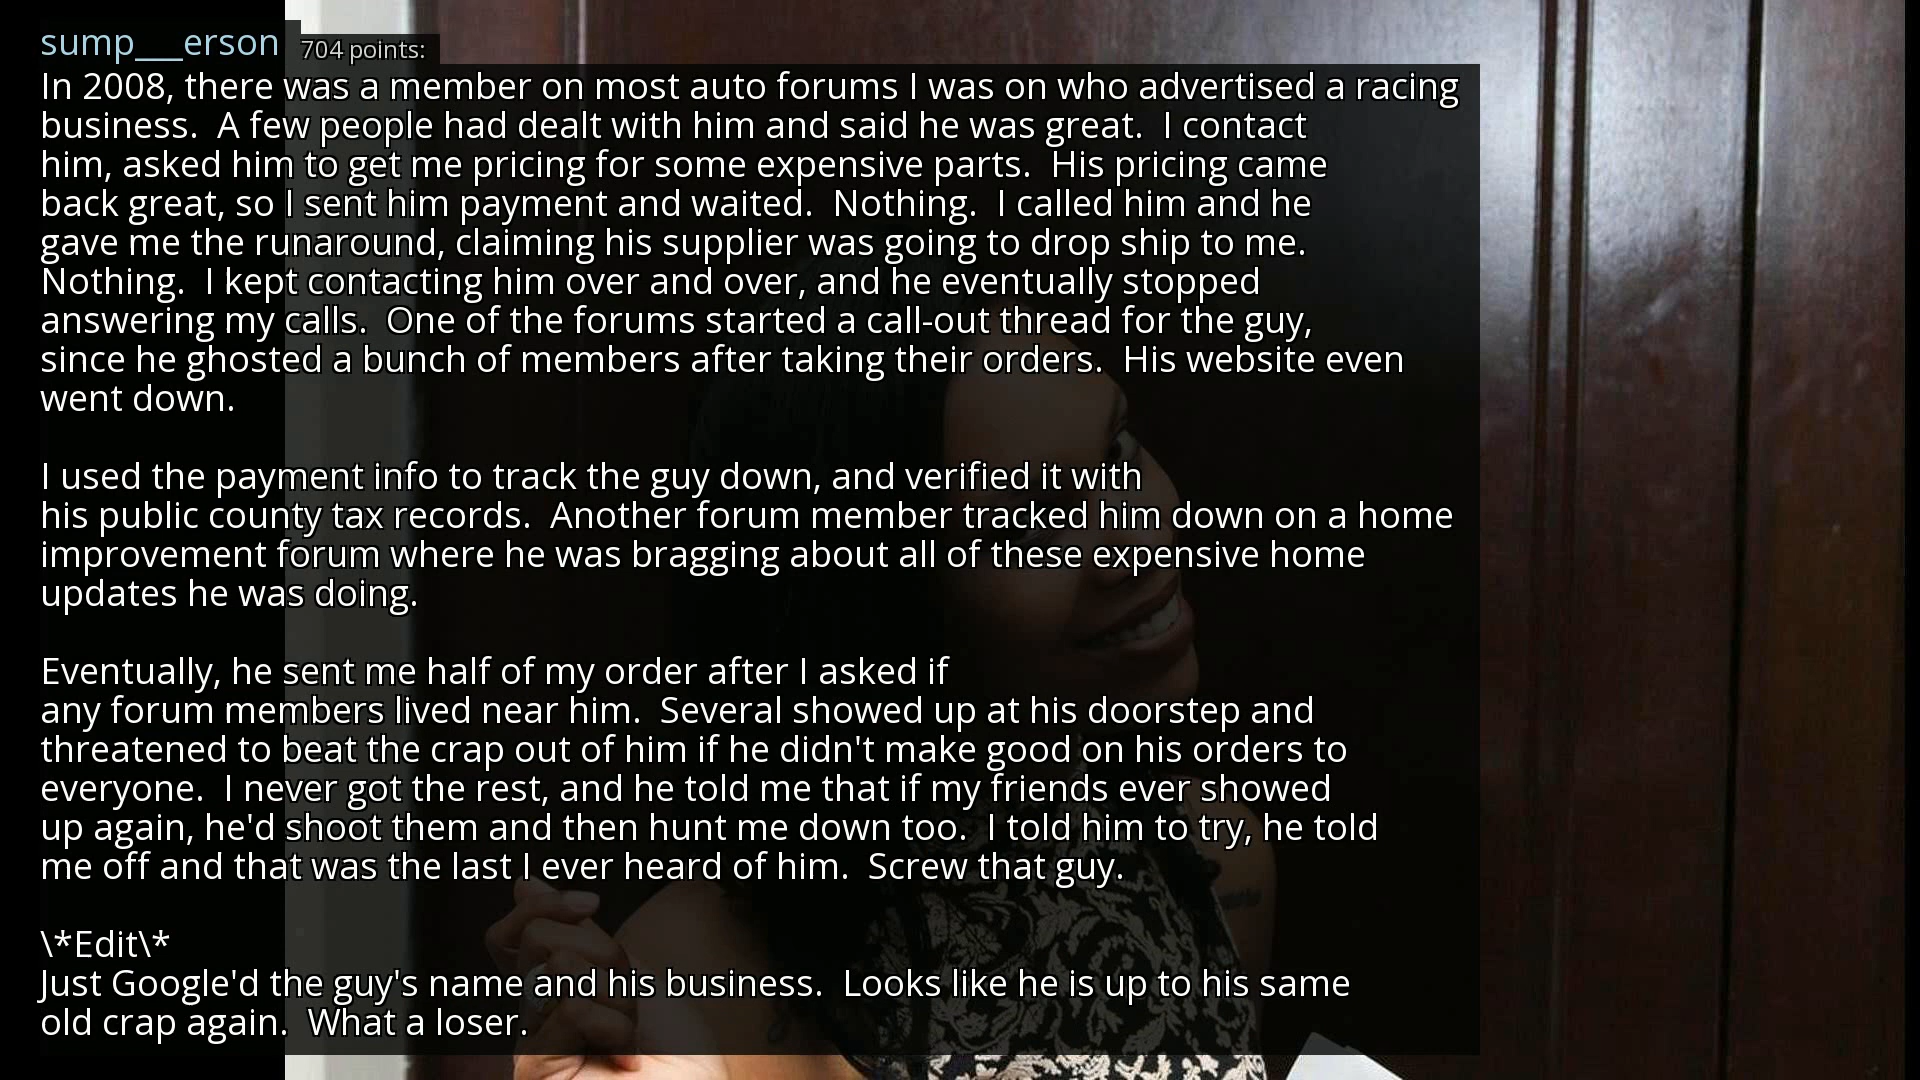 sump___erson 704 points:
In 2008, there was a member on most auto forums I was on who advertised a racing
business.  A few people had dealt with him and said he was great.  I contact
him, asked him to get me pricing for some expensive parts.  His pricing came
back great, so I sent him payment and waited.  Nothing.  I called him and he
gave me the runaround, claiming his supplier was going to drop ship to me.
Nothing.  I kept contacting him over and over, and he eventually stopped
answering my calls.  One of the forums started a call-out thread for the guy,
since he ghosted a bunch of members after taking their orders.  His website even
went down.
I used the payment info to track the guy down, and verified it with
his public county tax records.  Another forum member tracked him down on a home
improvement forum where he was bragging about all of these expensive home
updates he was doing.
Eventually, he sent me half of my order after I asked if
any forum members lived near him.  Several showed up at his doorstep and
threatened to beat the crap out of him if he didn't make good on his orders to
everyone.  I never got the rest, and he told me that if my friends ever showed
up again, he'd shoot them and then hunt me down too.  I told him to try, he told
me off and that was the last I ever heard of him.  Screw that guy.
\*Edit\*
Just Google'd the guy's name and his business.  Looks like he is up to his same
old crap again.  What a loser.